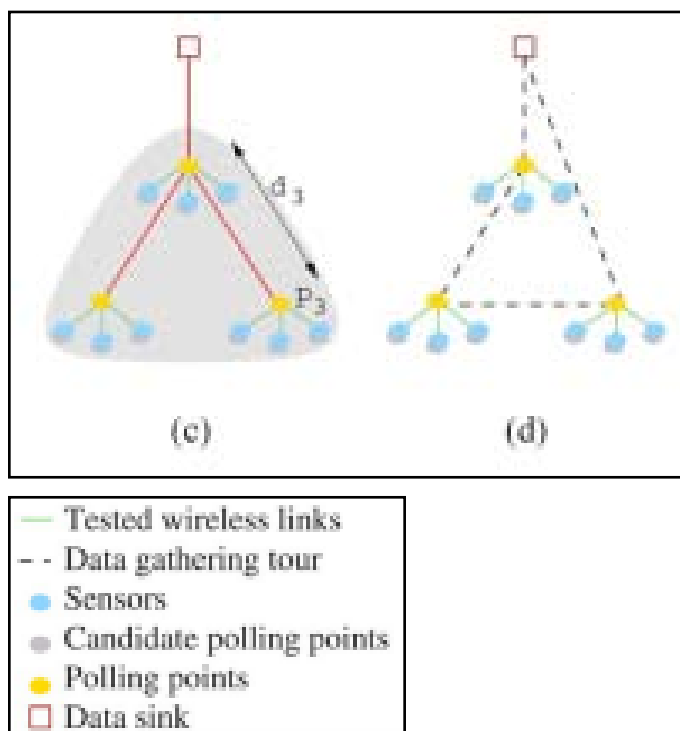 d₃
P₃
(c) (d)
Tested wireless links
Data gathering tour
Sensors
Candidate polling points
Polling points
Data sink